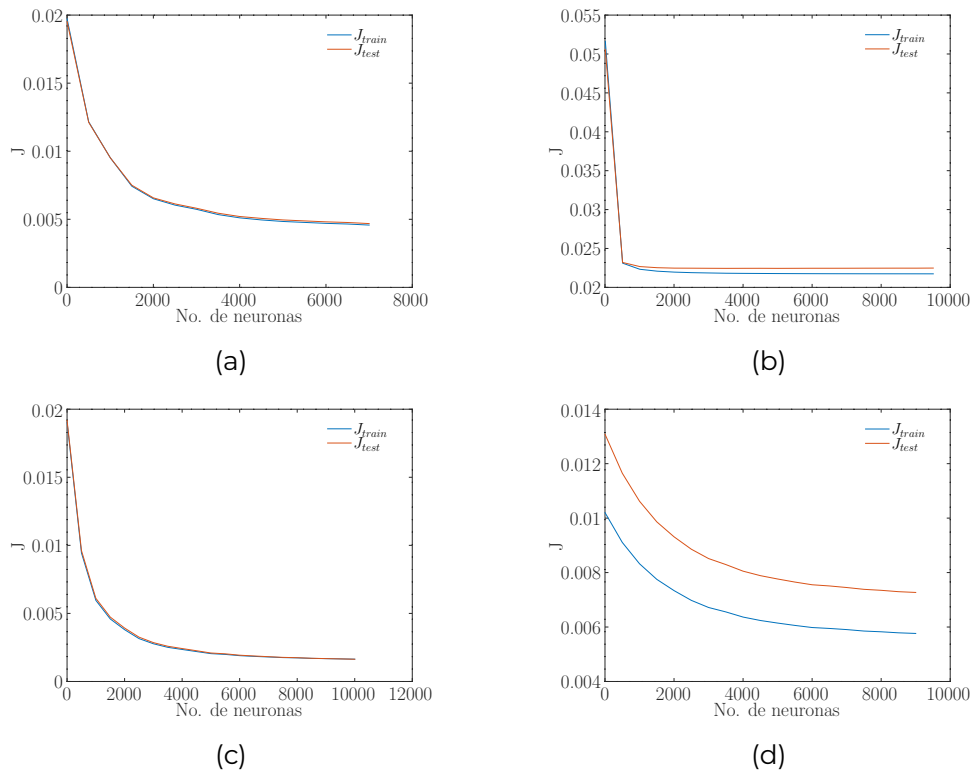 0.02
0.015
0.01
0.005
0
J
0 2000 4000 6000 8000
No. de neuronas
J_train
J_test
(a)
0.055
0.05
0.045
0.04
0.035
0.03
0.025
0.02
J
0 2000 4000 6000 8000 10000
No. de neuronas
J_train
J_test
(b)
0.02
0.015
0.01
0.005
0
J
0 2000 4000 6000 8000 10000 12000
No. de neuronas
J_train
J_test
(c)
0.014
0.012
0.01
0.008
0.006
0.004
J
0 2000 4000 6000 8000 10000
No. de neuronas
J_train
J_test
(d)